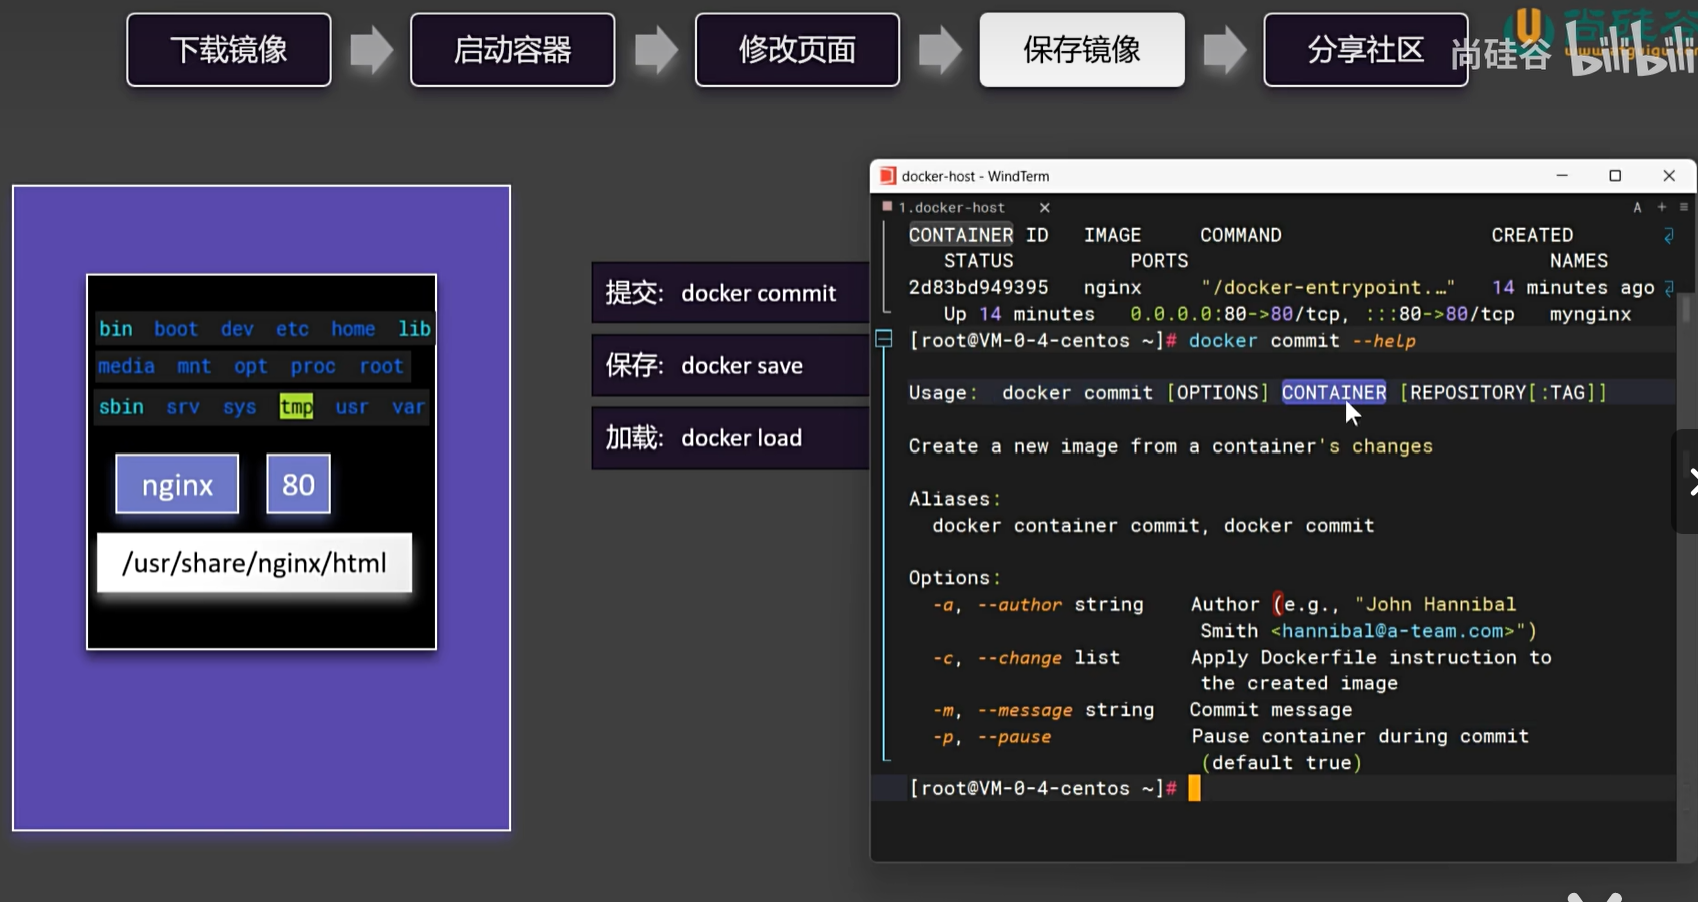 下载镜像
启动容器
修改页面
保存镜像
分享社区
尚硅谷
bilibili
bin boot dev etc home lib
media mnt opt proc root
sbin srv sys tmp usr var
nginx
80
/usr/share/nginx/html
提交: docker commit
保存: docker save
加载: docker load
docker-host - WindTerm
1.docker-host
A
CONTAINER ID IMAGE COMMAND CREATED
STATUS PORTS NAMES
2d83bd949395 nginx "/docker-entrypoint.…" 14 minutes ago
Up 14 minutes 0.0.0.0:80->80/tcp, :::80->80/tcp mynginx
[root@VM-0-4-centos ~]# docker commit --help
Usage: docker commit [OPTIONS] CONTAINER [REPOSITORY[:TAG]]
Create a new image from a container's changes
Aliases:
docker container commit, docker commit
Options:
-a, --author string Author (e.g., "John Hannibal
Smith <hannibal@a-team.com>")
-c, --change list Apply Dockerfile instruction to
the created image
-m, --message string Commit message
-p, --pause Pause container during commit
(default true)
[root@VM-0-4-centos ~]#